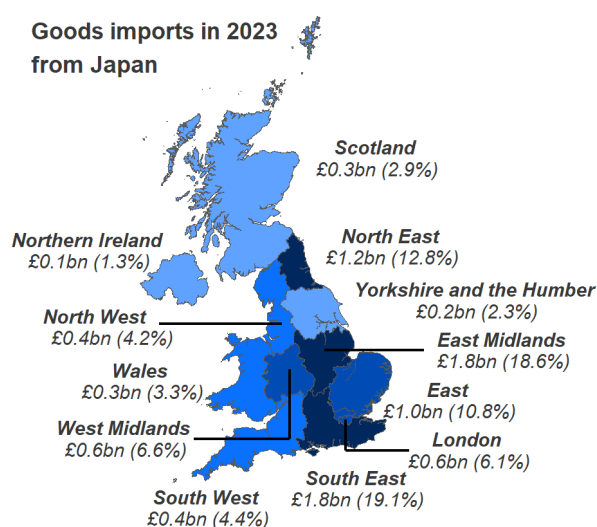 Goods imports in 2023
from Japan
Scotland
£0.3bn (2.9%)
Northern Ireland
£0.1bn (1.3%)
North East
£1.2bn (12.8%)
Yorkshire and the Humber
£0.2bn (2.3%)
North West
£0.4bn (4.2%)
East Midlands
£1.8bn (18.6%)
Wales
£0.3bn (3.3%)
East
£1.0bn (10.8%)
West Midlands
£0.6bn (6.6%)
London
£0.6bn (6.1%)
South East
£1.8bn (19.1%)
South West
£0.4bn (4.4%)